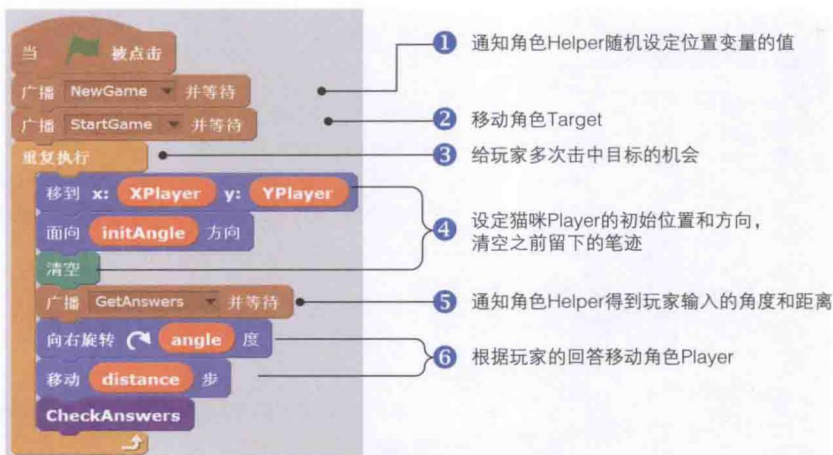 当 被点击
广播 NewGame 并等待
广播 StartGame 并等待
重复执行
移到 x: XPlayer y: YPlayer
面向 initAngle 方向
清空
广播 GetAnswers 并等待
向右旋转 angle 度
移动 distance 步
CheckAnswers
1 通知角色Helper随机设定位置变量的值
2 移动角色Target
3 给玩家多次击中目标的机会
4 设定猫咪Player的初始位置和方向，
清空之前留下的笔迹
5 通知角色Helper得到玩家输入的角度和距离
6 根据玩家的回答移动角色Player